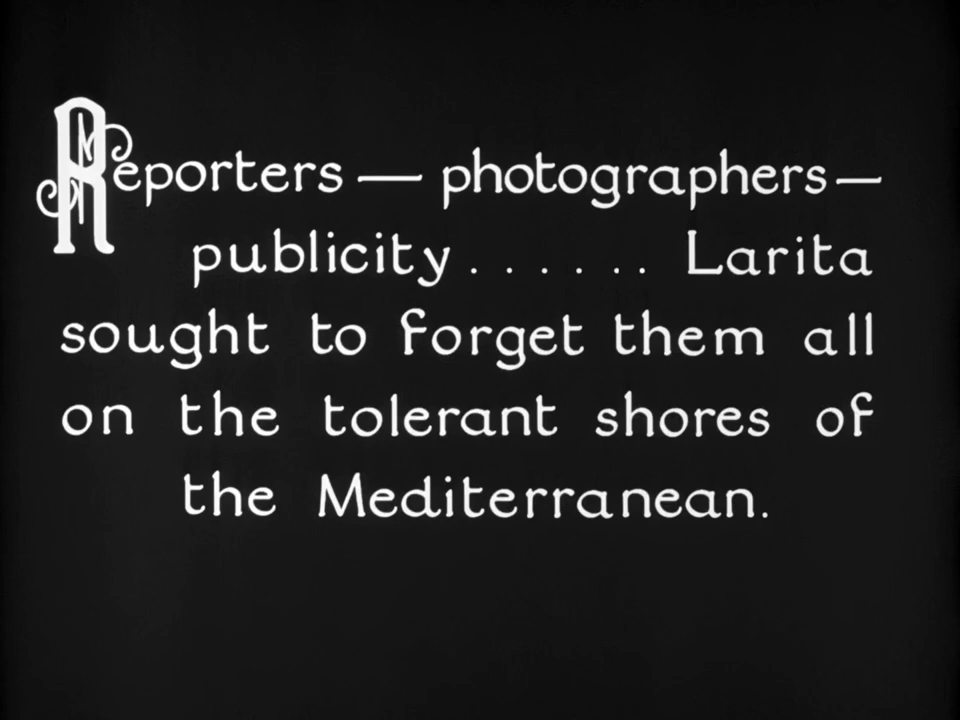 Reporters — photographers —
publicity . . . . . . Larita
sought to forget them all
on the tolerant shores of
the Mediterranean.